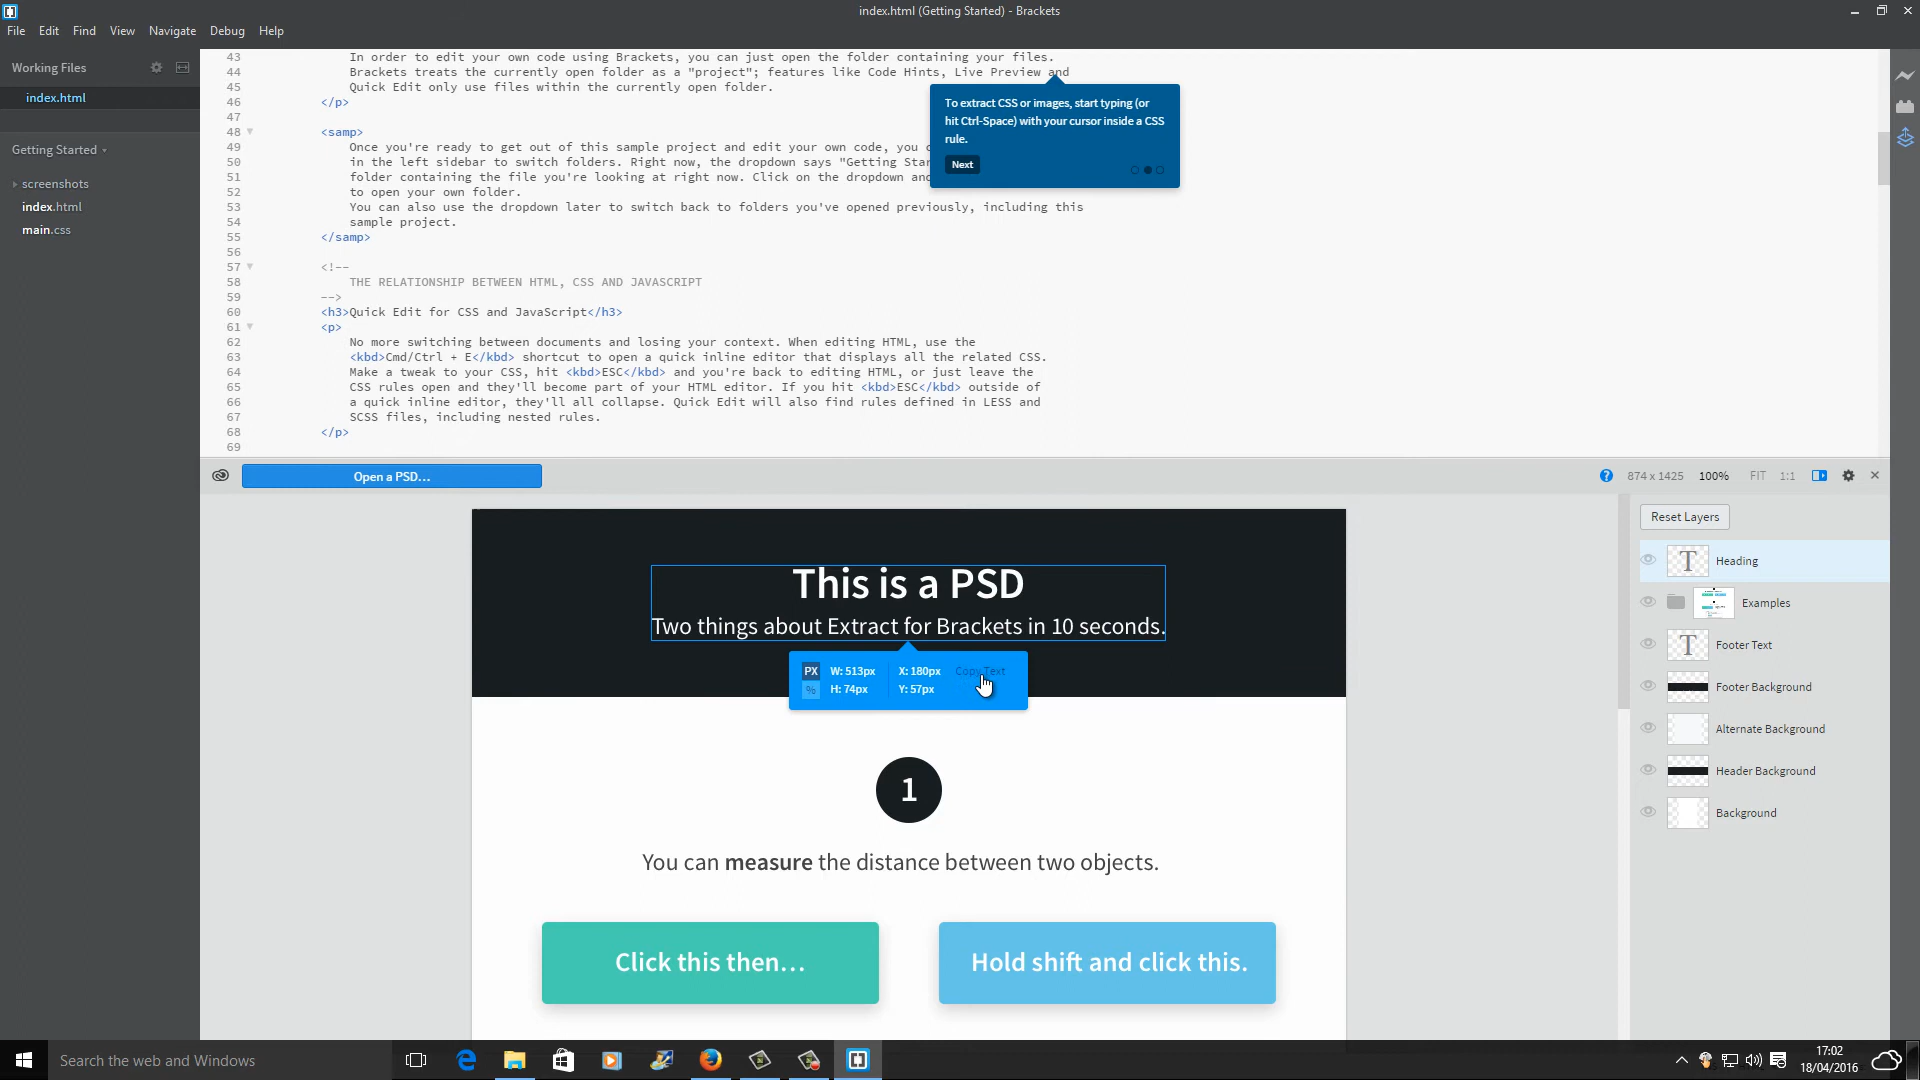 index.html (Getting Started) - Brackets
File Edit Find View Navigate Debug Help
Working Files
index.html
Getting Started
screenshots
index.html
main.css
43 In order to edit your own code using Brackets, you can just open the folder containing your files.
44 Brackets treats the currently open folder as a "project"; features like Code Hints, Live Preview and
45 Quick Edit only use files within the currently open folder.
46 </p>
47
48 <samp>
49 Once you're ready to get out of this sample project and edit your own code, you c
50 in the left sidebar to switch folders. Right now, the dropdown says "Getting Star
51 folder containing the file you're looking at right now. Click on the dropdown and
52 to open your own folder.
53 You can also use the dropdown later to switch back to folders you've opened previously, including this
54 sample project.
55 </samp>
56
57 <!--
58 THE RELATIONSHIP BETWEEN HTML, CSS AND JAVASCRIPT
59 -->
60 <h3>Quick Edit for CSS and JavaScript</h3>
61 <p>
62 No more switching between documents and losing your context. When editing HTML, use the
63 <kbd>Cmd/Ctrl + E</kbd> shortcut to open a quick inline editor that displays all the related CSS.
64 Make a tweak to your CSS, hit <kbd>ESC</kbd> and you're back to editing HTML, or just leave the
65 CSS rules open and they'll become part of your HTML editor. If you hit <kbd>ESC</kbd> outside of
66 a quick inline editor, they'll all collapse. Quick Edit will also find rules defined in LESS and
67 SCSS files, including nested rules.
68 </p>
69
To extract CSS or images, start typing (or
hit Ctrl-Space) with your cursor inside a CSS
rule.
Next
Open a PSD...
874 x 1425 100% FIT 1:1
This is a PSD
Two things about Extract for Brackets in 10 seconds.
PX W: 513px X: 180px Copy Text
% H: 74px Y: 57px
1
You can measure the distance between two objects.
Click this then...
Hold shift and click this.
Reset Layers
T Heading
Examples
T Footer Text
Footer Background
Alternate Background
Header Background
Background
Search the web and Windows
17:02
18/04/2016